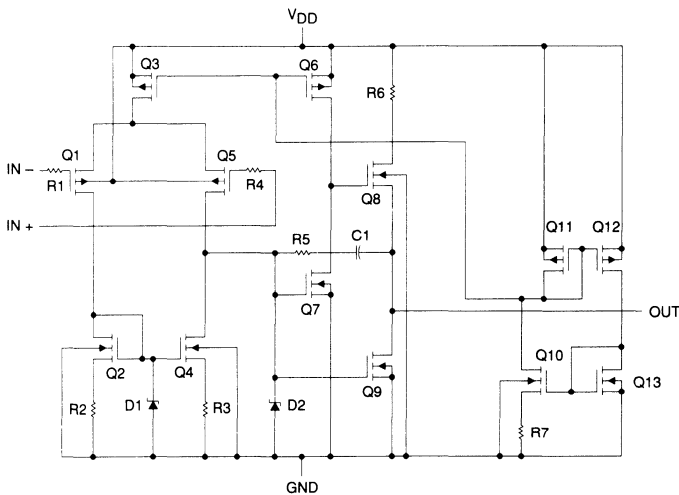 VDD
Q3
Q6
R6
Q1
Q5
IN –
R1
R4
Q8
IN +
Q11
Q12
R5
C1
Q7
OUT
Q2
Q4
Q9
Q10
Q13
R2
D1
R3
D2
R7
GND